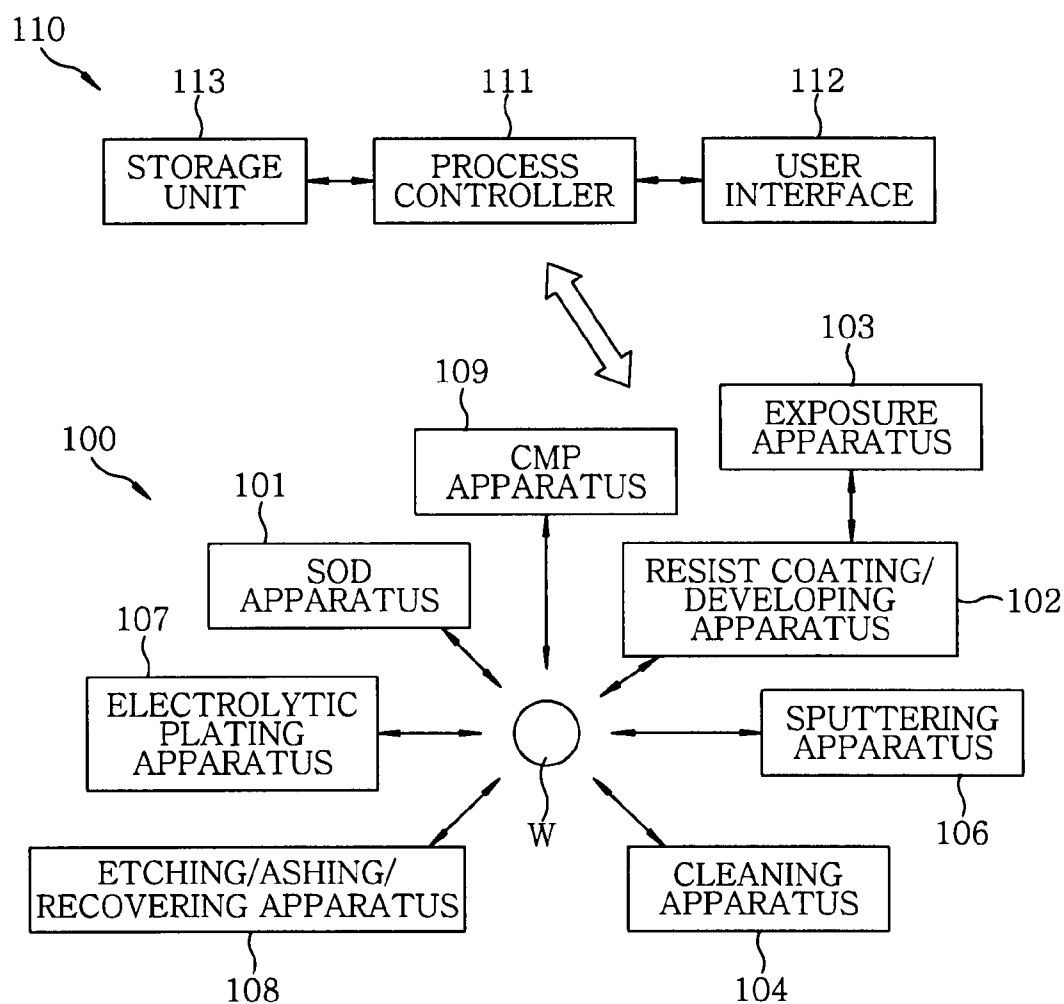 110
113
111
112
STORAGE
UNIT
PROCESS
CONTROLLER
USER
INTERFACE
103
109
EXPOSURE
APPARATUS
100
CMP
APPARATUS
101
SOD
APPARATUS
RESIST COATING/
DEVELOPING
APPARATUS
102
107
ELECTROLYTIC
PLATING
APPARATUS
SPUTTERING
APPARATUS
W
106
ETCHING/ASHING/
RECOVERING APPARATUS
CLEANING
APPARATUS
108
104